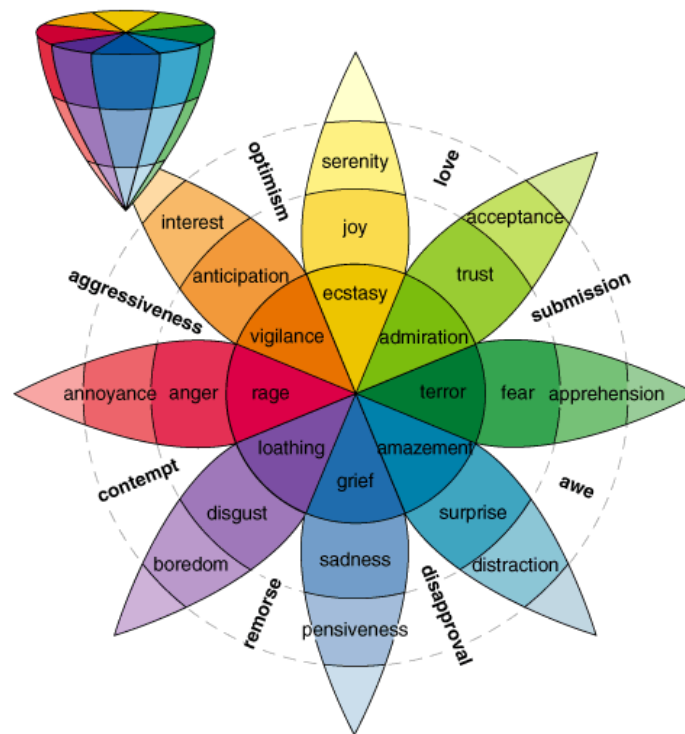 optimism
serenity
love
interest
acceptance
joy
anticipation
trust
aggressiveness
ecstasy
submission
vigilance
admiration
annoyance
anger
rage
terror
fear
apprehension
loathing
amazement
contempt
grief
awe
disgust
surprise
boredom
sadness
distraction
remorse
disapproval
pensiveness